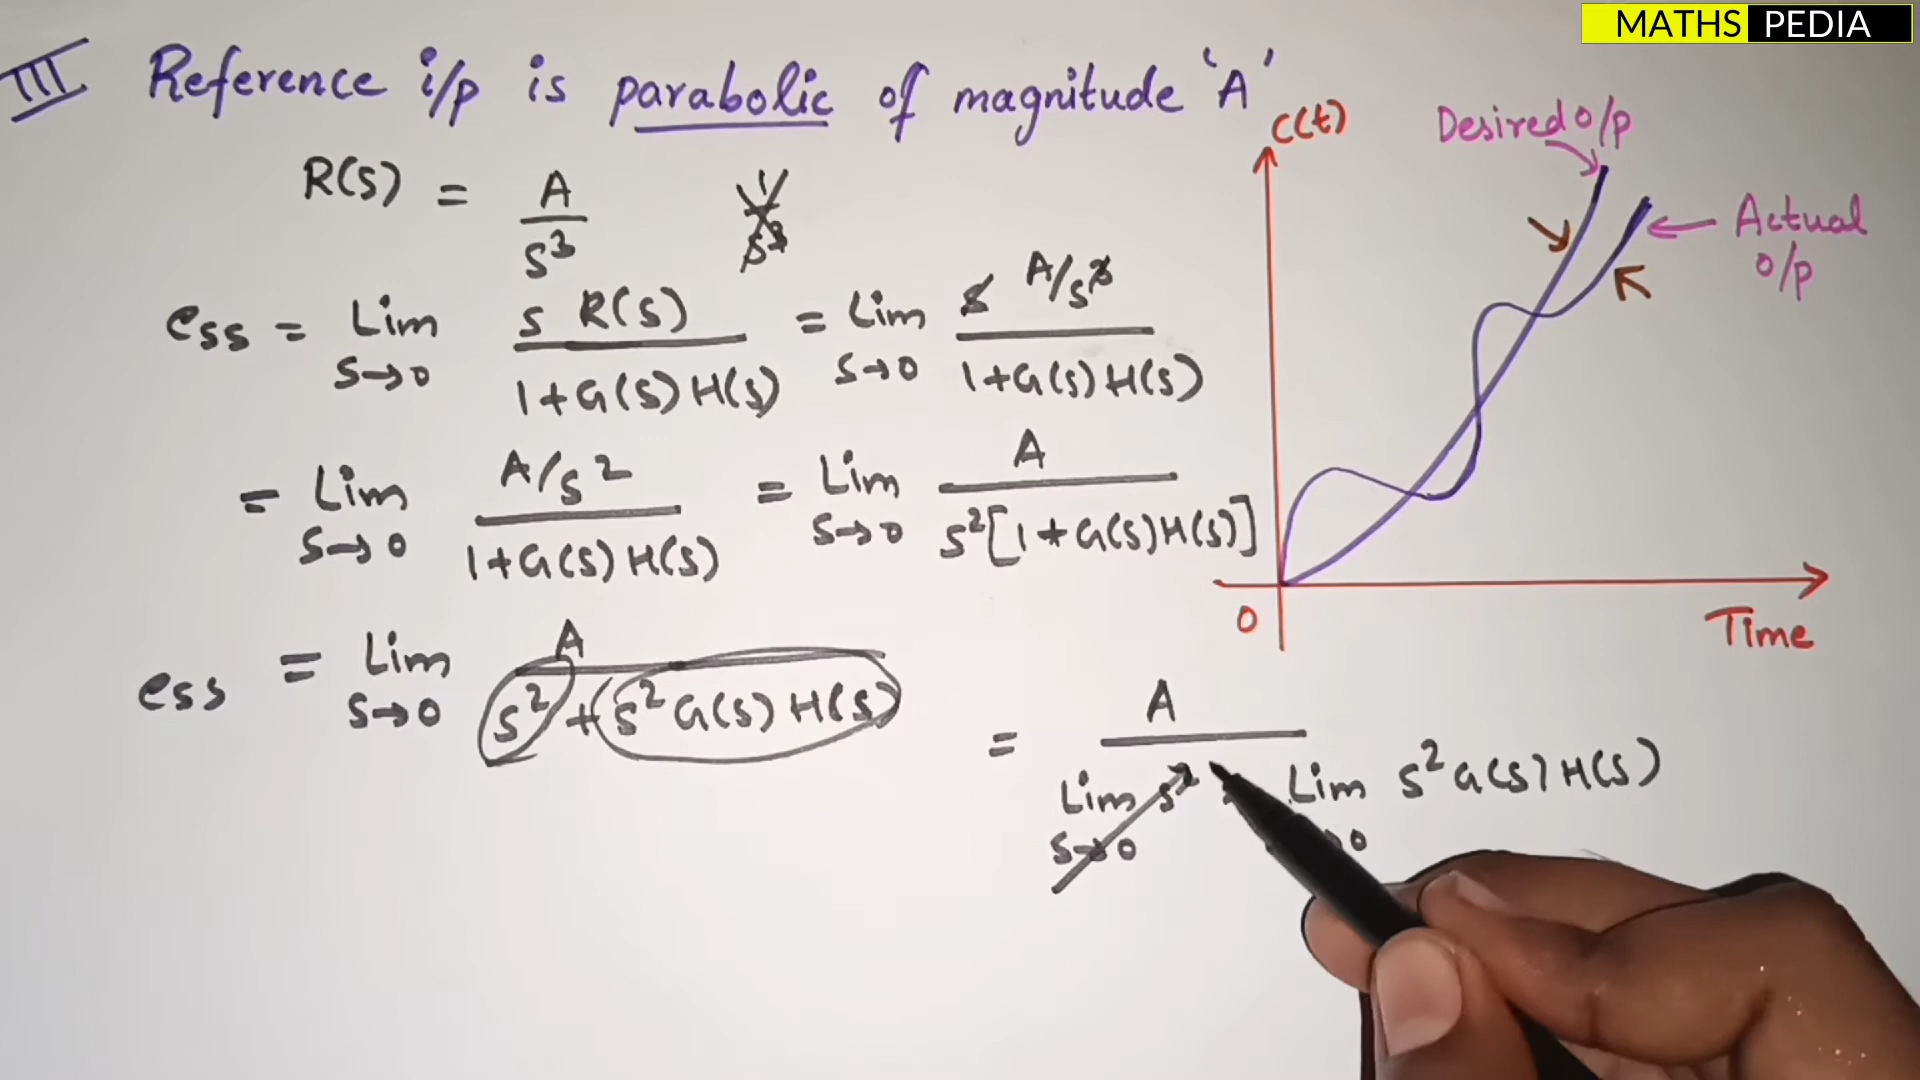 MATHS PEDIA
III Reference i/p is parabolic of magnitude 'A'
R(s) = A/s³
ess = Lim s→0 s R(s) / 1+G(s)H(s) = Lim s→0 s A/s³ / 1+G(s)H(s)
= Lim s→0 A/s² / 1+G(s)H(s) = Lim s→0 A / s²[1+G(s)H(s)]
ess = Lim s→0 A / s²+s²G(s)H(s)
= A / Lim s→0 s² Lim →0 s²G(s)H(s)
C(t)
Desired o/p
Actual
o/p
0
Time